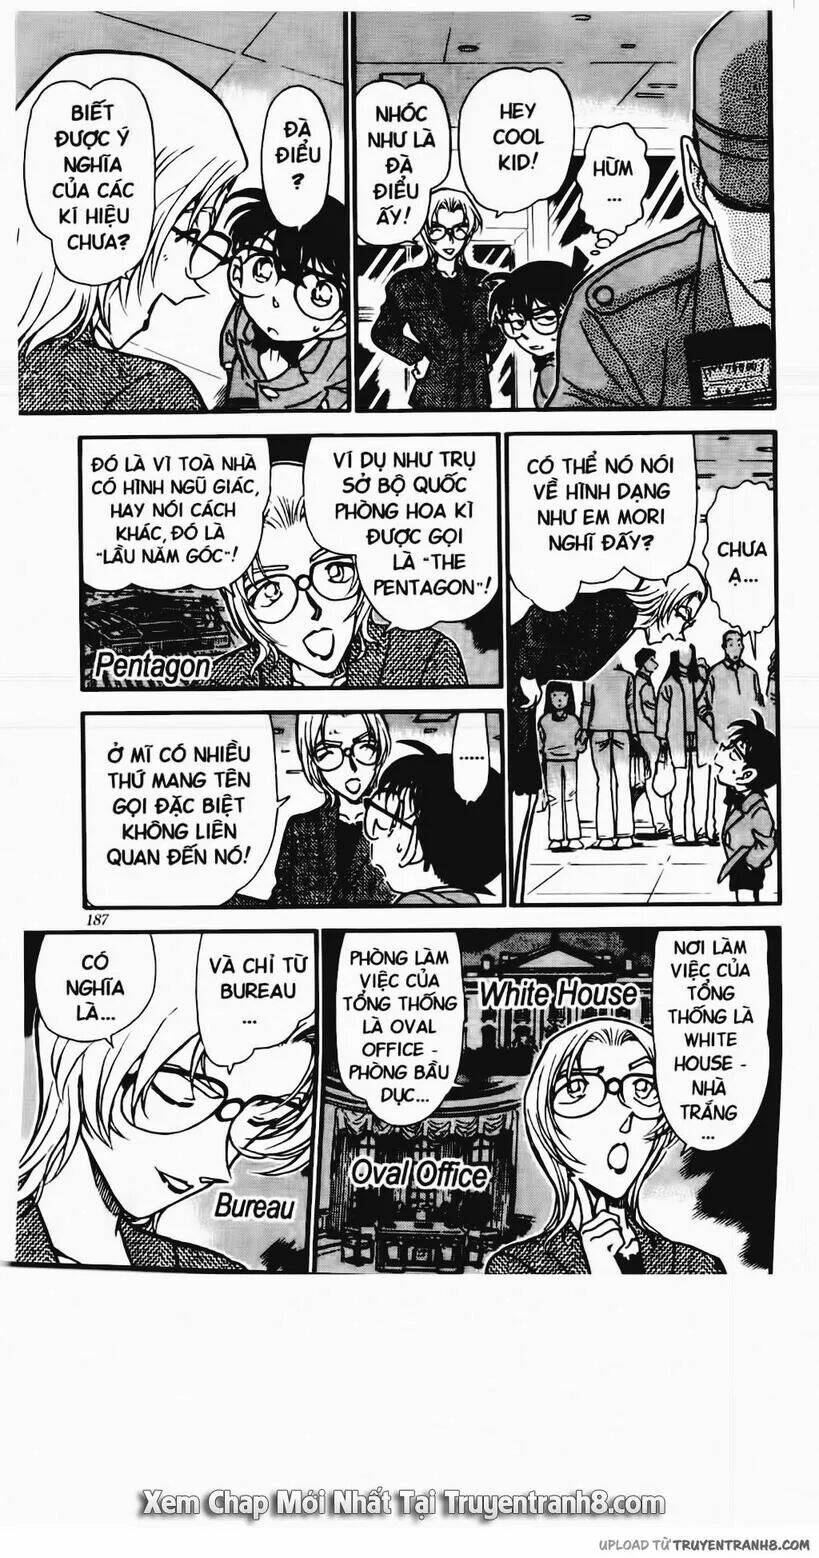 HỪM
...
HEY
COOL
KID!
NHÓC
NHƯ LÀ
ĐÀ
ĐIỂU
ẤY!
ĐÀ
ĐIỂU
?
BIẾT
ĐƯỢC Ý
NGHĨA
CỦA CÁC
KÍ HIỆU
CHƯA?
CÓ THỂ NÓ NÓI
VỀ HÌNH DẠNG
NHƯ EM MORI
NGHĨ ĐẤY?
CHƯA
Ạ...
VÍ DỤ NHƯ TRỤ
SỞ BỘ QUỐC
PHÒNG HOA KÌ
ĐƯỢC GỌI
LÀ "THE
PENTAGON"!
ĐÓ LÀ VÌ TOÀ NHÀ
CÓ HÌNH NGŨ GIÁC,
HAY NÓI CÁCH
KHÁC, ĐÓ LÀ
"LẦU NĂM GÓC"!
Pentagon
.......
Ở MĨ CÓ NHIỀU
THỨ MANG TÊN
GỌI ĐẶC BIỆT
KHÔNG LIÊN
QUAN ĐẾN NÓ!
187
NƠI LÀM
VIỆC CỦA
TỔNG
THỐNG LÀ
WHITE
HOUSE -
NHÀ
TRẮNG
...
White House
PHÒNG LÀM
VIỆC CỦA
TỔNG THỐNG
LÀ OVAL
OFFICE -
PHÒNG BẦU
DỤC...
Oval Office
VÀ CHỈ TỪ
BUREAU
...
CÓ
NGHĨA
LÀ...
Bureau
Xem Chap Mới Nhất Tại Truyentranh8.com
UPLOAD TỪ TRUYENTRANH8.COM